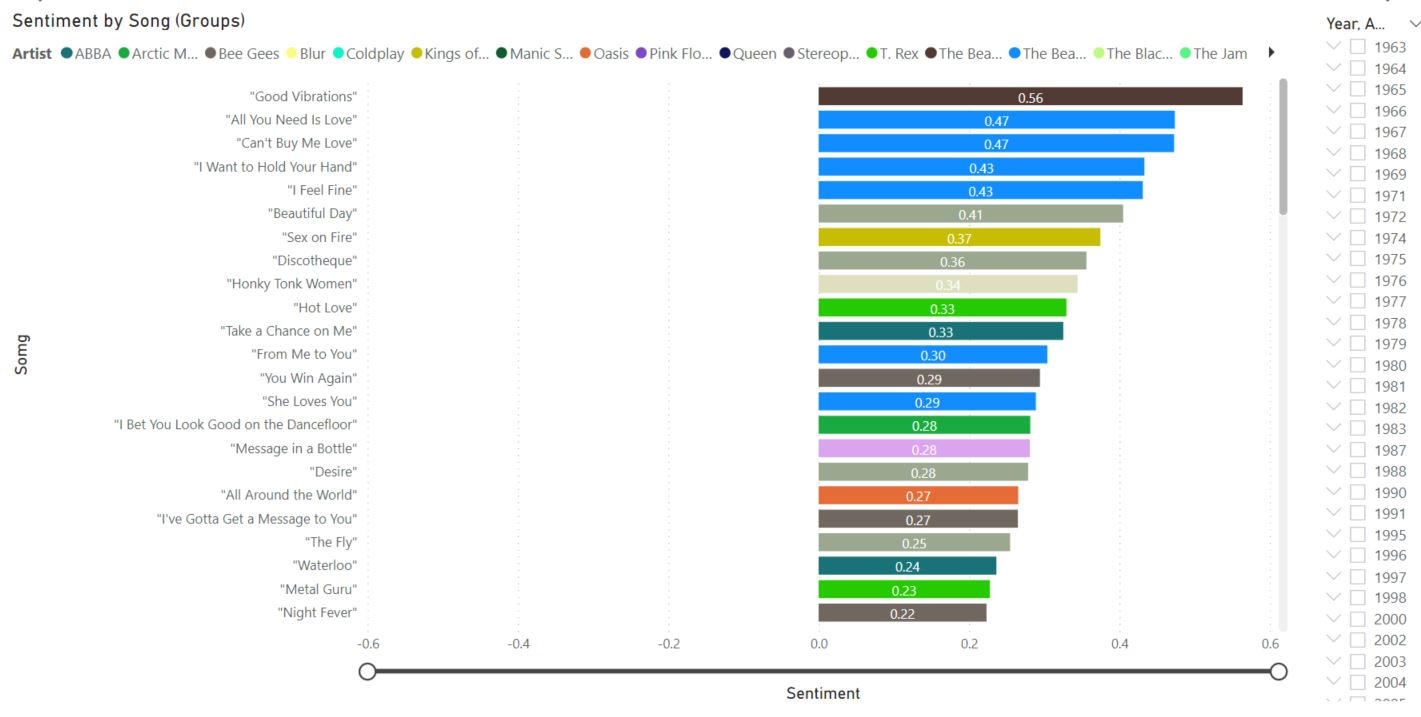 Sentiment by Song (Groups)
Artist ABBA Arctic M... Bee Gees Blur Coldplay Kings of... Manic S... Oasis Pink Flo... Queen Stereop... T. Rex The Bea... The Bea... The Blac... The Jam
"Good Vibrations" 0.56
"All You Need Is Love" 0.47
"Can't Buy Me Love" 0.47
"I Want to Hold Your Hand" 0.43
"I Feel Fine" 0.43
"Beautiful Day" 0.41
"Sex on Fire" 0.37
"Discotheque" 0.36
"Honky Tonk Women" 0.34
"Hot Love" 0.33
"Take a Chance on Me" 0.33
"From Me to You" 0.30
"You Win Again" 0.29
"She Loves You" 0.29
"I Bet You Look Good on the Dancefloor" 0.28
"Message in a Bottle" 0.28
"Desire" 0.28
"All Around the World" 0.27
"I've Gotta Get a Message to You" 0.27
"The Fly" 0.25
"Waterloo" 0.24
"Metal Guru" 0.23
"Night Fever" 0.22
Somg
-0.6 -0.4 -0.2 0.0 0.2 0.4 0.6
Sentiment
Year, A...
1963
1964
1965
1966
1967
1968
1969
1971
1972
1974
1975
1976
1977
1978
1979
1980
1981
1982
1983
1987
1988
1990
1991
1995
1996
1997
1998
2000
2002
2003
2004